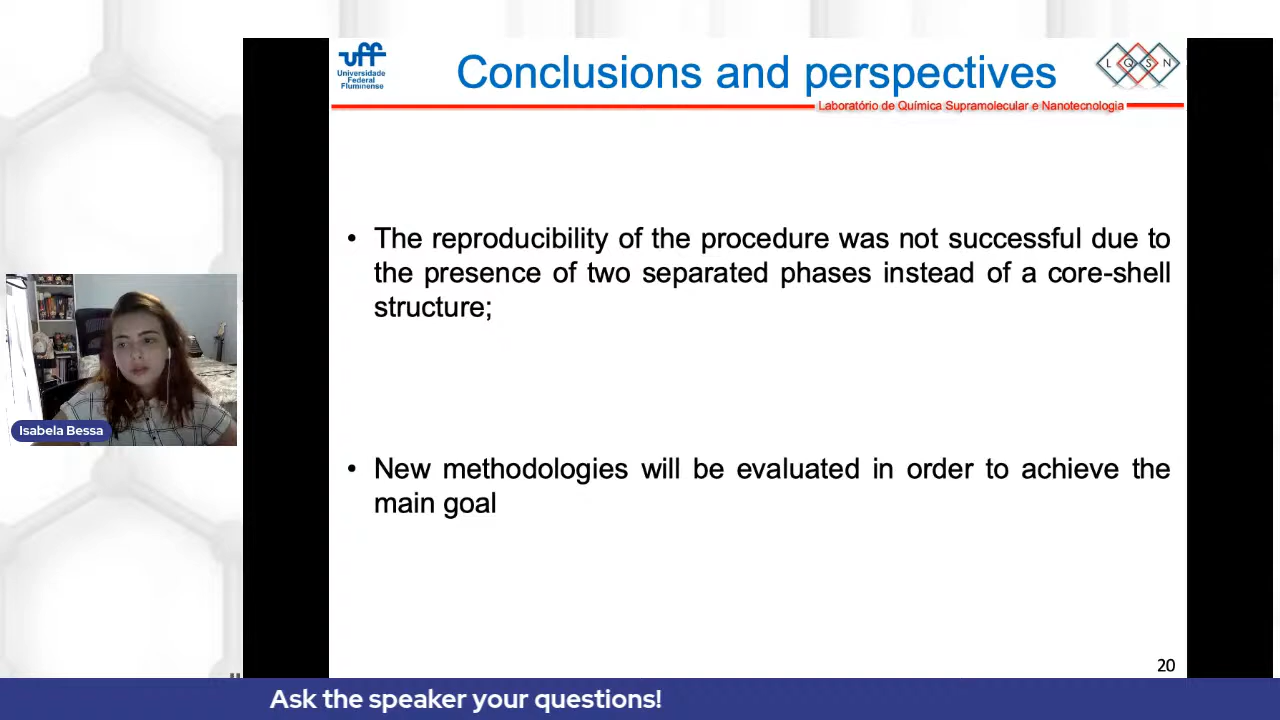 uff
Universidade
Federal
Fluminense
Conclusions and perspectives
L Q S N
Laboratório de Química Supramolecular e Nanotecnologia
• The reproducibility of the procedure was not successful due to
the presence of two separated phases instead of a core-shell
structure;
Isabela Bessa
• New methodologies will be evaluated in order to achieve the
main goal
20
Ask the speaker your questions!